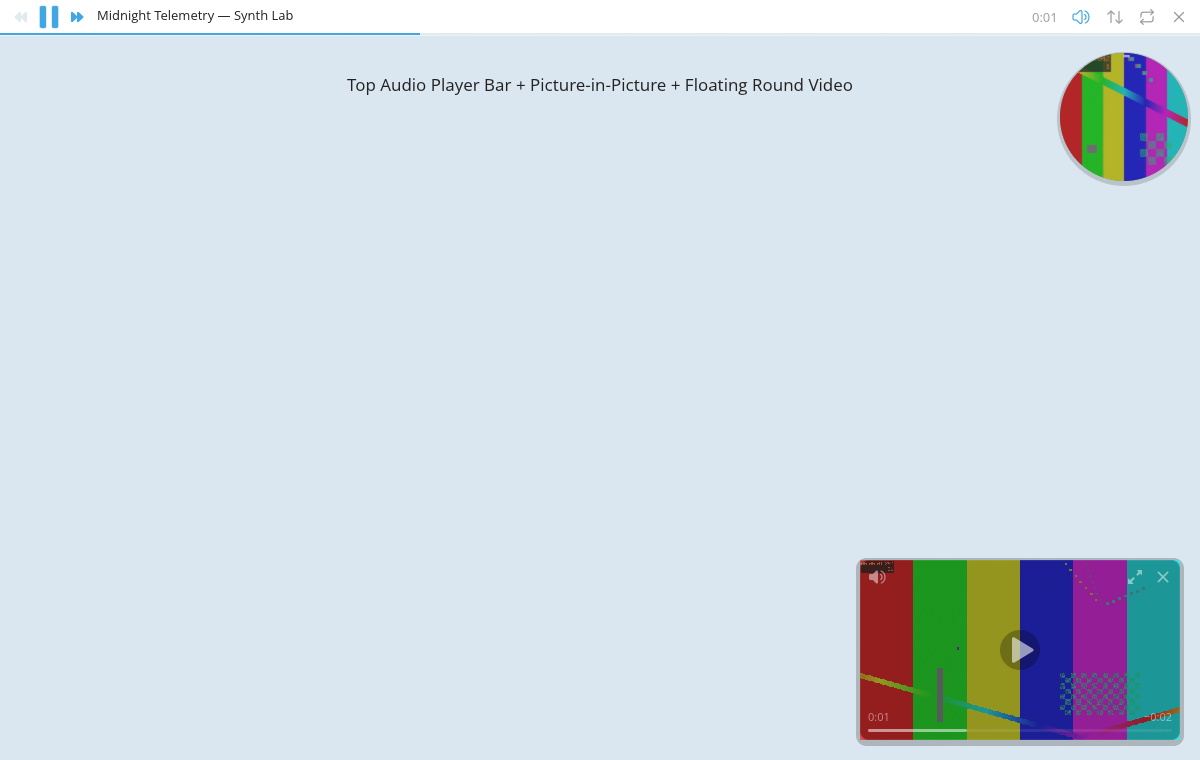 Midnight Telemetry — Synth Lab
0:01
Top Audio Player Bar + Picture-in-Picture + Floating Round Video
0:01
-0:02